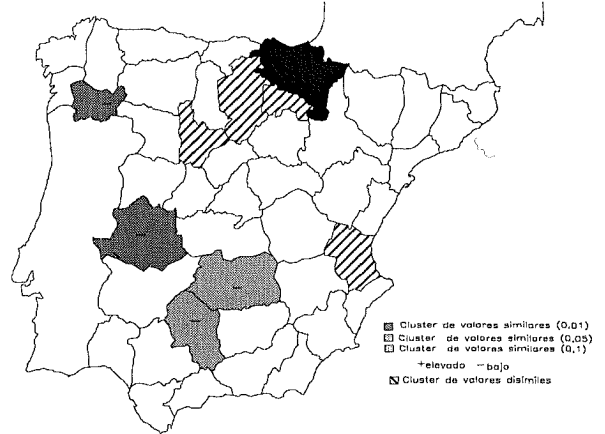 Cluster de valores similares (0,01)
Cluster de valores similares (0,05)
Cluster de valores similares (0,1)
+elevado −bajo
Cluster de valores disímiles